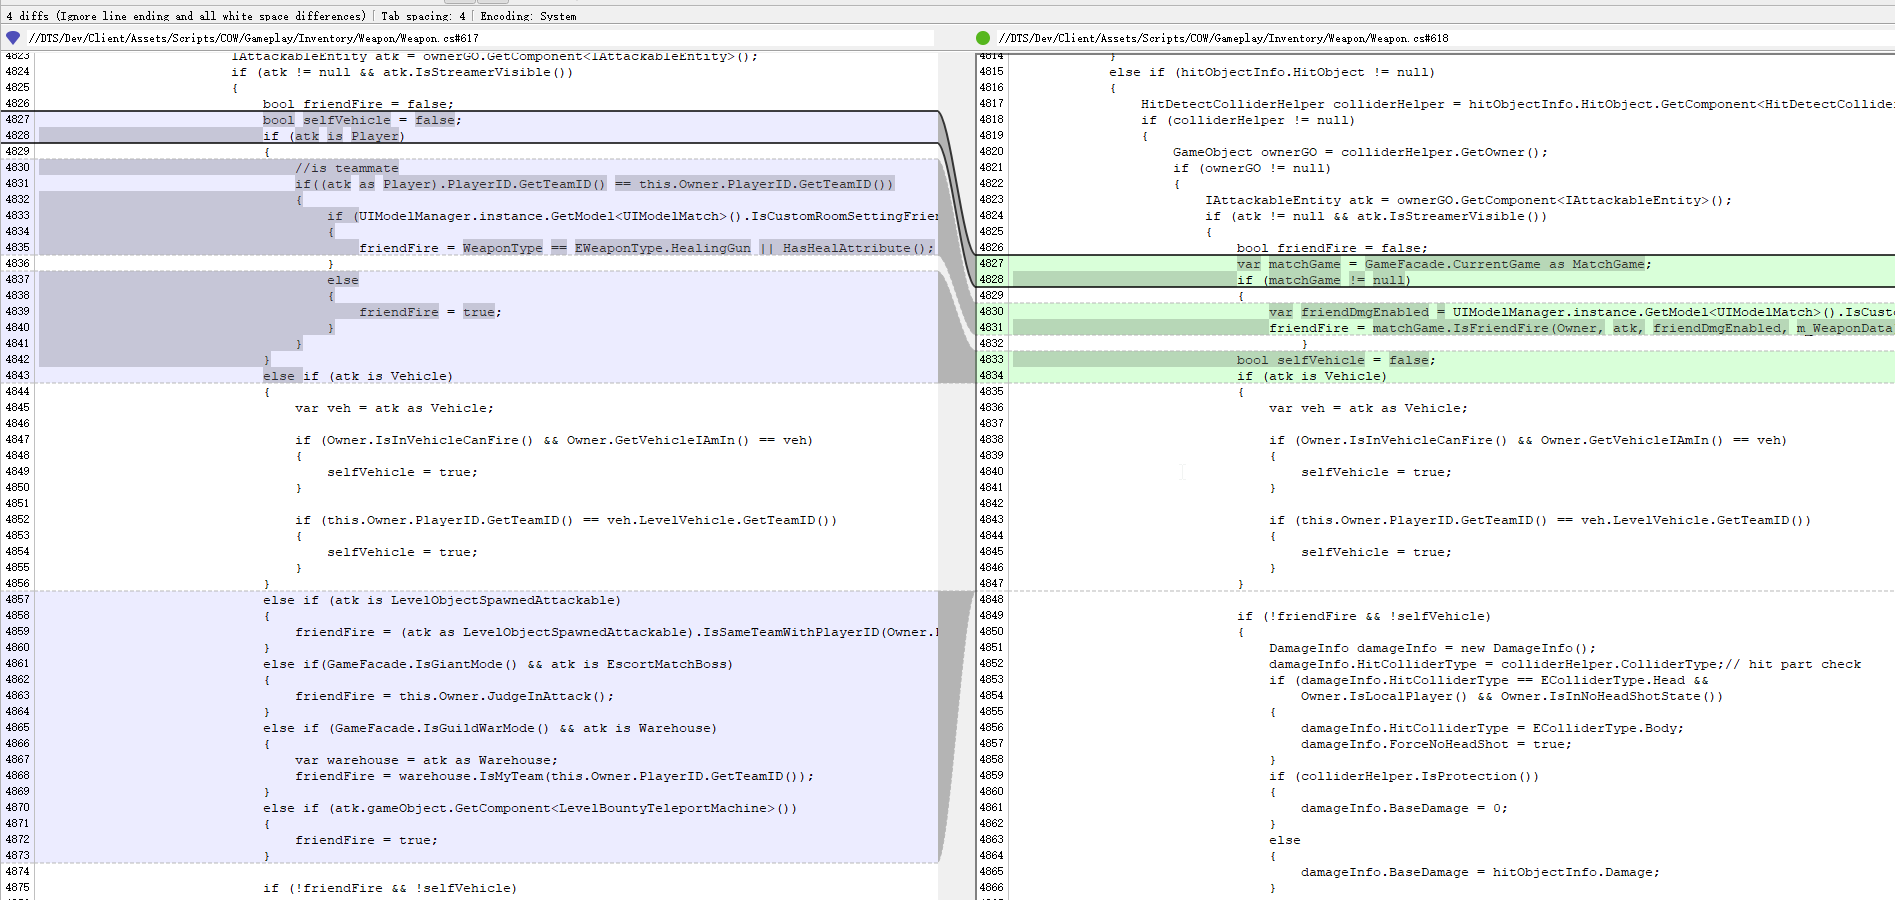 4 diffs (Ignore line ending and all white space differences) | Tab spacing: 4 | Encoding: System
//DTS/Dev/Client/Assets/Scripts/COW/Gameplay/Inventory/Weapon/Weapon.cs#617
4823 IAttackableEntity atk = ownerGO.GetComponent<IAttackableEntity>();
4824 if (atk != null && atk.IsStreamerVisible())
4825 {
4826 bool friendFire = false;
4827 bool selfVehicle = false;
4828 if (atk is Player)
4829 {
4830 //is teammate
4831 if((atk as Player).PlayerID.GetTeamID() == this.Owner.PlayerID.GetTeamID())
4832 {
4833 if (UIModelManager.instance.GetModel<UIModelMatch>().IsCustomRoomSettingFrie
4834 {
4835 friendFire = WeaponType == EWeaponType.HealingGun || HasHealAttribute();
4836 }
4837 else
4838 {
4839 friendFire = true;
4840 }
4841 }
4842 }
4843 else if (atk is Vehicle)
4844 {
4845 var veh = atk as Vehicle;
4846
4847 if (Owner.IsInVehicleCanFire() && Owner.GetVehicleIAmIn() == veh)
4848 {
4849 selfVehicle = true;
4850 }
4851
4852 if (this.Owner.PlayerID.GetTeamID() == veh.LevelVehicle.GetTeamID())
4853 {
4854 selfVehicle = true;
4855 }
4856 }
4857 else if (atk is LevelObjectSpawnedAttackable)
4858 {
4859 friendFire = (atk as LevelObjectSpawnedAttackable).IsSameTeamWithPlayerID(Owner.
4860 }
4861 else if(GameFacade.IsGiantMode() && atk is EscortMatchBoss)
4862 {
4863 friendFire = this.Owner.JudgeInAttack();
4864 }
4865 else if (GameFacade.IsGuildWarMode() && atk is Warehouse)
4866 {
4867 var warehouse = atk as Warehouse;
4868 friendFire = warehouse.IsMyTeam(this.Owner.PlayerID.GetTeamID());
4869 }
4870 else if (atk.gameObject.GetComponent<LevelBountyTeleportMachine>())
4871 {
4872 friendFire = true;
4873 }
4874
4875 if (!friendFire && !selfVehicle)
//DTS/Dev/Client/Assets/Scripts/COW/Gameplay/Inventory/Weapon/Weapon.cs#618
4814 }
4815 else if (hitObjectInfo.HitObject != null)
4816 {
4817 HitDetectColliderHelper colliderHelper = hitObjectInfo.HitObject.GetComponent<HitDetectCollide
4818 if (colliderHelper != null)
4819 {
4820 GameObject ownerGO = colliderHelper.GetOwner();
4821 if (ownerGO != null)
4822 {
4823 IAttackableEntity atk = ownerGO.GetComponent<IAttackableEntity>();
4824 if (atk != null && atk.IsStreamerVisible())
4825 {
4826 bool friendFire = false;
4827 var matchGame = GameFacade.CurrentGame as MatchGame;
4828 if (matchGame != null)
4829 {
4830 var friendDmgEnabled = UIModelManager.instance.GetModel<UIModelMatch>().IsCust
4831 friendFire = matchGame.IsFriendFire(Owner, atk, friendDmgEnabled, m_WeaponData
4832 }
4833 bool selfVehicle = false;
4834 if (atk is Vehicle)
4835 {
4836 var veh = atk as Vehicle;
4837
4838 if (Owner.IsInVehicleCanFire() && Owner.GetVehicleIAmIn() == veh)
4839 {
4840 selfVehicle = true;
4841 }
4842
4843 if (this.Owner.PlayerID.GetTeamID() == veh.LevelVehicle.GetTeamID())
4844 {
4845 selfVehicle = true;
4846 }
4847 }
4848
4849 if (!friendFire && !selfVehicle)
4850 {
4851 DamageInfo damageInfo = new DamageInfo();
4852 damageInfo.HitColliderType = colliderHelper.ColliderType;// hit part check
4853 if (damageInfo.HitColliderType == EColliderType.Head &&
4854 Owner.IsLocalPlayer() && Owner.IsInNoHeadShotState())
4855 {
4856 damageInfo.HitColliderType = EColliderType.Body;
4857 damageInfo.ForceNoHeadShot = true;
4858 }
4859 if (colliderHelper.IsProtection())
4860 {
4861 damageInfo.BaseDamage = 0;
4862 }
4863 else
4864 {
4865 damageInfo.BaseDamage = hitObjectInfo.Damage;
4866 }